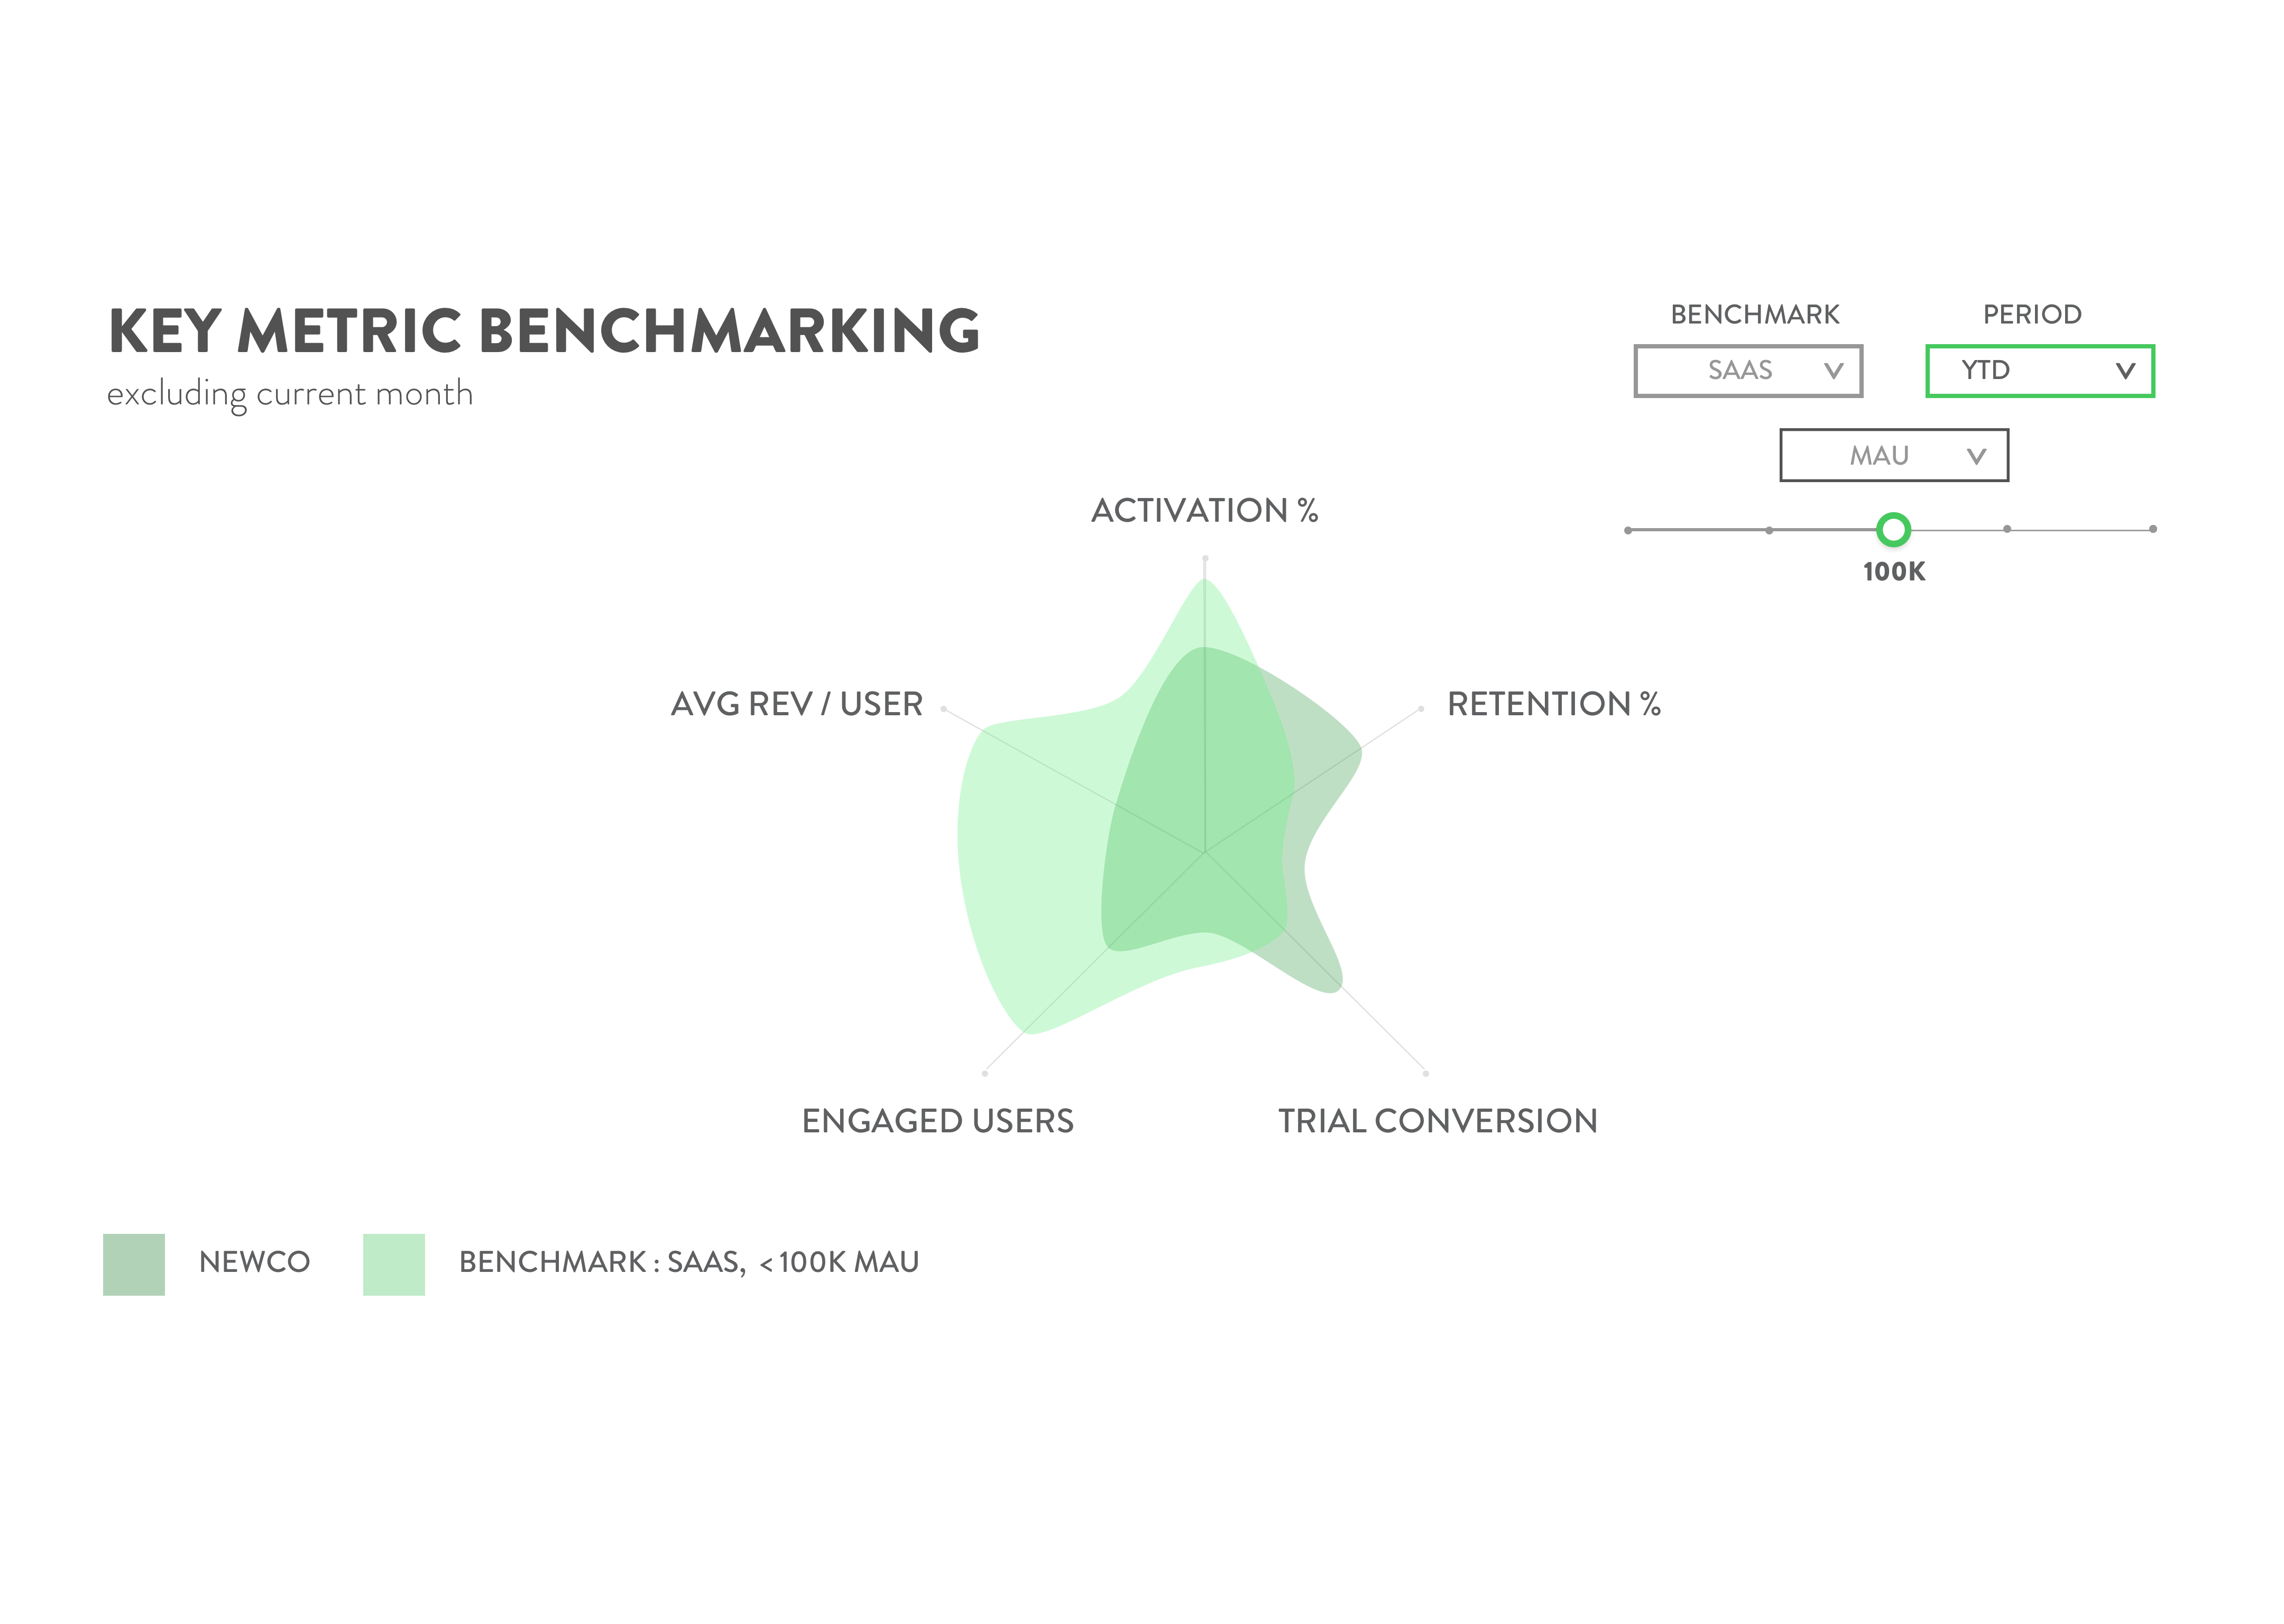 KEY METRIC BENCHMARKING
excluding current month
BENCHMARK
PERIOD
SAAS
YTD
MAU
100K
ACTIVATION %
AVG REV / USER
RETENTION %
ENGAGED USERS
TRIAL CONVERSION
NEWCO
BENCHMARK : SAAS, <100K MAU